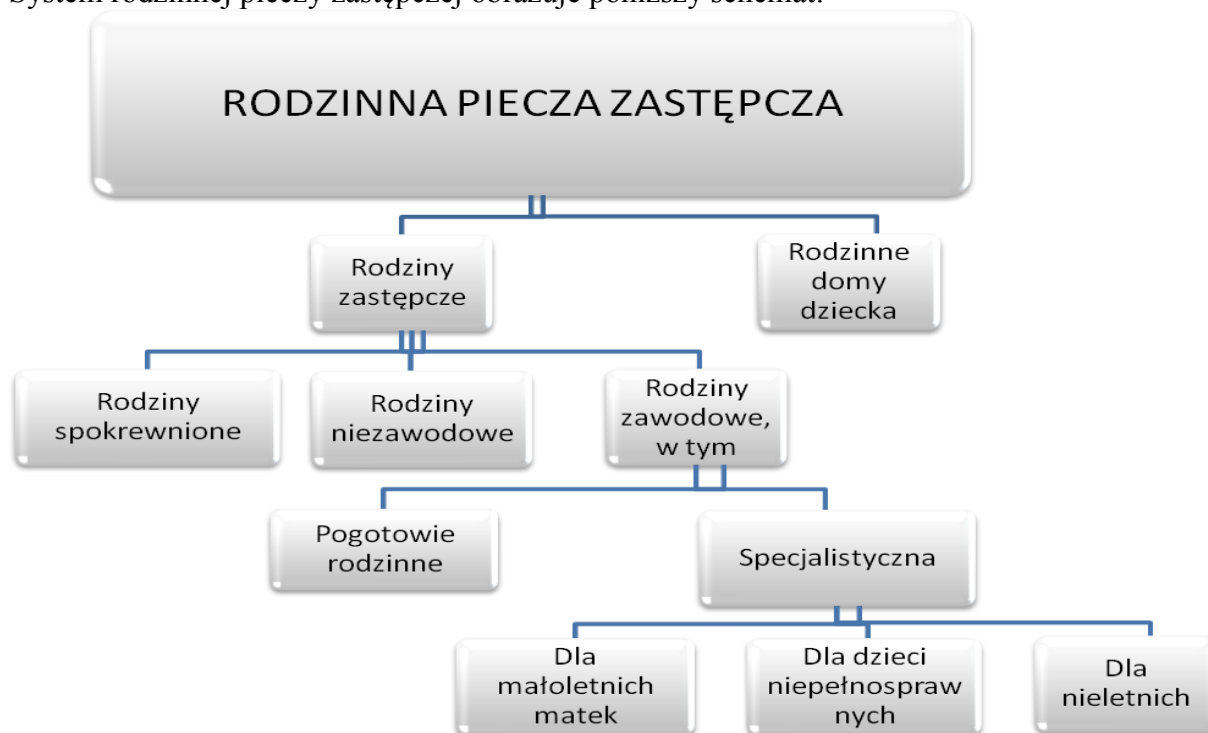 System rodzinnej pieczy zastępczej obrazuje poniższy schemat:
RODZINNA PIECZA ZASTĘPCZA
Rodziny
zastępcze
Rodzinne
domy
dziecka
Rodziny
spokrewnione
Rodziny
niezawodowe
Rodziny
zawodowe,
w tym
Pogotowie
rodzinne
Specjalistyczna
Dla
małoletnich
matek
Dla dzieci
niepełnospraw
nych
Dla
nieletnich